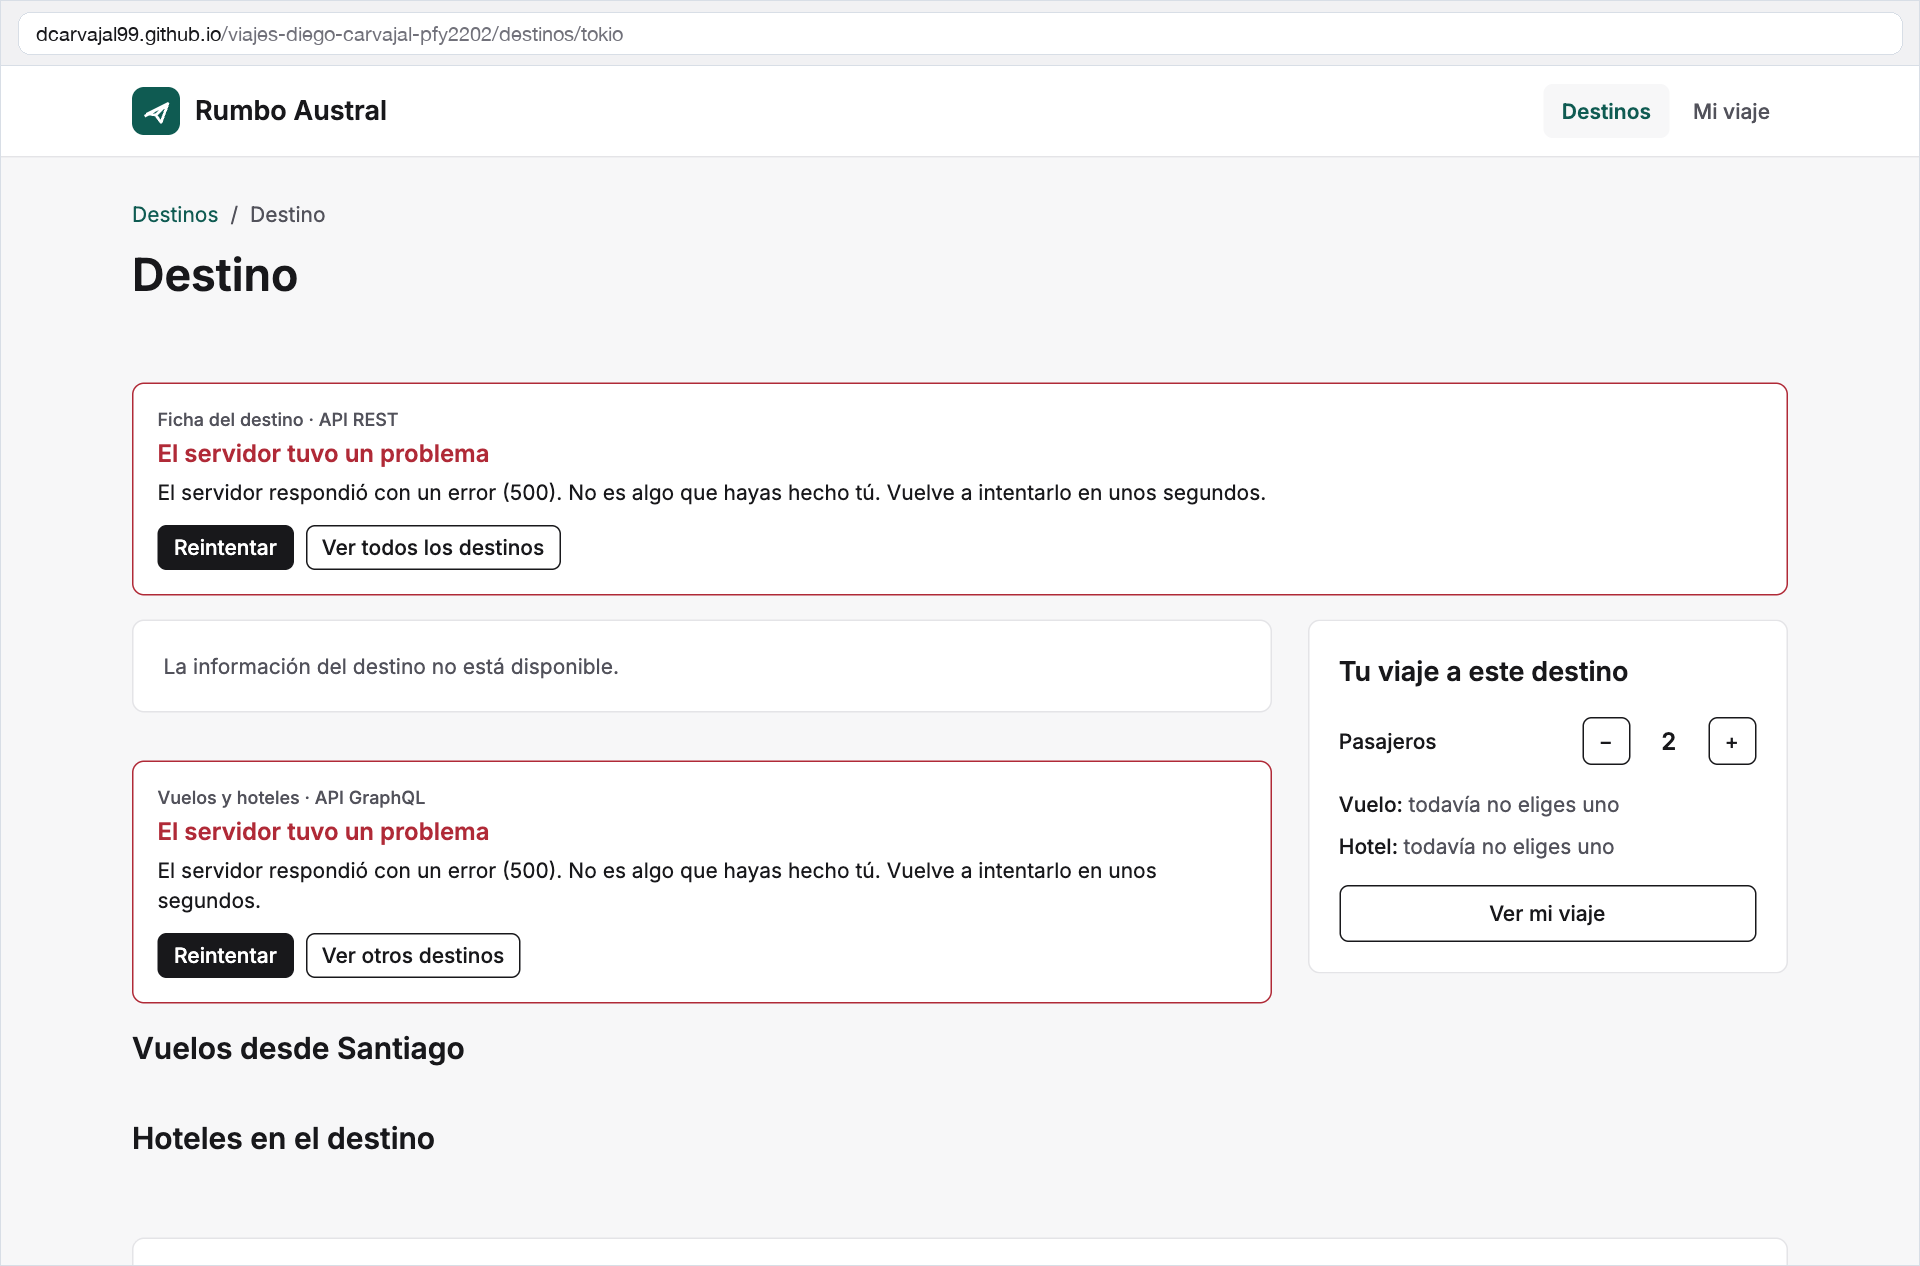 dcarvajal99.github.io/viajes-diego-carvajal-pfy2202/destinos/tokio
Rumbo Austral
Destinos
Mi viaje
Destinos / Destino
Destino
Ficha del destino · API REST
El servidor tuvo un problema
El servidor respondió con un error (500). No es algo que hayas hecho tú. Vuelve a intentarlo en unos segundos.
Reintentar
Ver todos los destinos
La información del destino no está disponible.
Vuelos y hoteles · API GraphQL
El servidor tuvo un problema
El servidor respondió con un error (500). No es algo que hayas hecho tú. Vuelve a intentarlo en unos
segundos.
Reintentar
Ver otros destinos
Tu viaje a este destino
Pasajeros
− 2 +
Vuelo: todavía no eliges uno
Hotel: todavía no eliges uno
Ver mi viaje
Vuelos desde Santiago
Hoteles en el destino